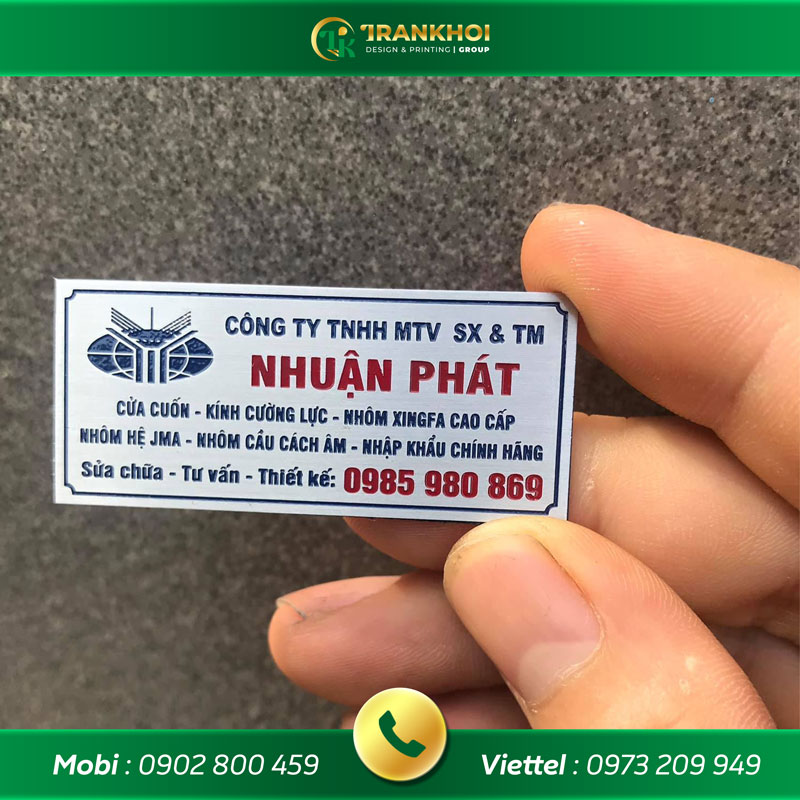 TRANKHOI
DESIGN & PRINTING | GROUP
CÔNG TY TNHH MTV SX & TM
NHUẬN PHÁT
CỬA CUỐN - KÍNH CƯỜNG LỰC - NHÔM XINGFA CAO CẤP
NHÔM HỆ JMA - NHÔM CẦU CÁCH ÂM - NHẬP KHẨU CHÍNH HÃNG
Sửa chữa - Tư vấn - Thiết kế: 0985 980 869
Mobi : 0902 800 459
Viettel : 0973 209 949